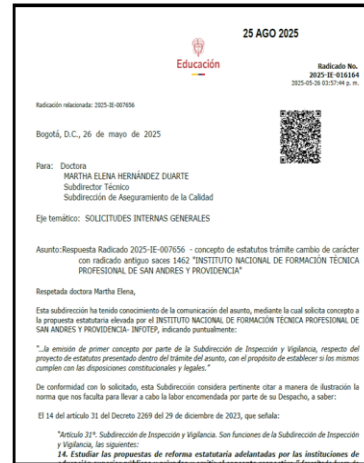 25 AGO 2025
Educación
Radicado No.
2025-IE-016164
2025-05-26 03:57:44 p. m.
Radicación relacionada: 2025-IE-007656
Bogotá, D.C., 26 de mayo de 2025
Para: Doctora
MARTHA ELENA HERNÁNDEZ DUARTE
Subdirector Técnico
Subdirección de Aseguramiento de la Calidad
Eje temático: SOLICITUDES INTERNAS GENERALES
Asunto:Respuesta Radicado 2025-IE-007656 - concepto de estatutos trámite cambio de carácter
con radicado antiguo saces 1462 "INSTITUTO NACIONAL DE FORMACIÓN TÉCNICA
PROFESIONAL DE SAN ANDRES Y PROVIDENCIA"
Respetada doctora Martha Elena,
Esta subdirección ha tenido conocimiento de la comunicación del asunto, mediante la cual solicita concepto a
la propuesta estatutaria elevada por el INSTITUTO NACIONAL DE FORMACIÓN TÉCNICA PROFESIONAL DE
SAN ANDRES Y PROVIDENCIA- INFOTEP, indicando puntualmente:
"...la emisión de primer concepto por parte de la Subdirección de Inspección y Vigilancia, respecto del
proyecto de estatutos presentado dentro del trámite del asunto, con el propósito de establecer si los mismos
cumplen con las disposiciones constitucionales y legales."
De conformidad con lo solicitado, esta Subdirección considera pertinente citar a manera de ilustración la
norma que nos faculta para llevar a cabo la labor encomendada por parte de su Despacho, a saber:
El 14 del artículo 31 del Decreto 2269 del 29 de diciembre de 2023, que señala:
"Artículo 31°. Subdirección de Inspección y Vigilancia. Son funciones de la Subdirección de Inspección
y Vigilancia, las siguientes:
14. Estudiar las propuestas de reforma estatutaria adelantadas por las instituciones de